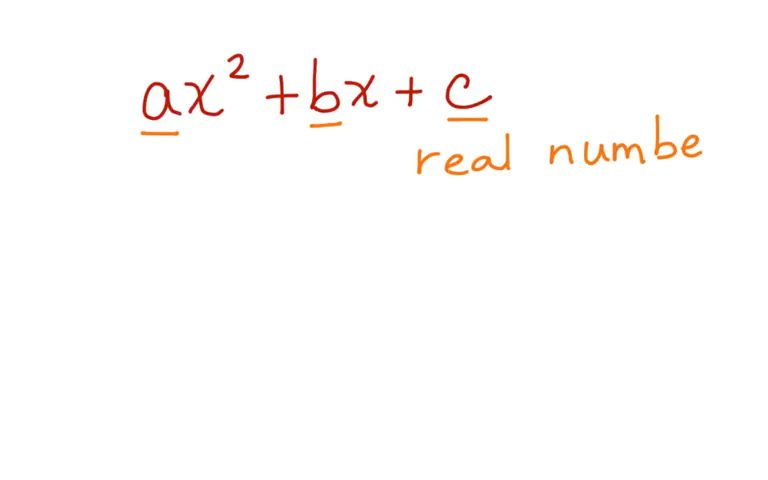 ax² + bx + c
real numbe